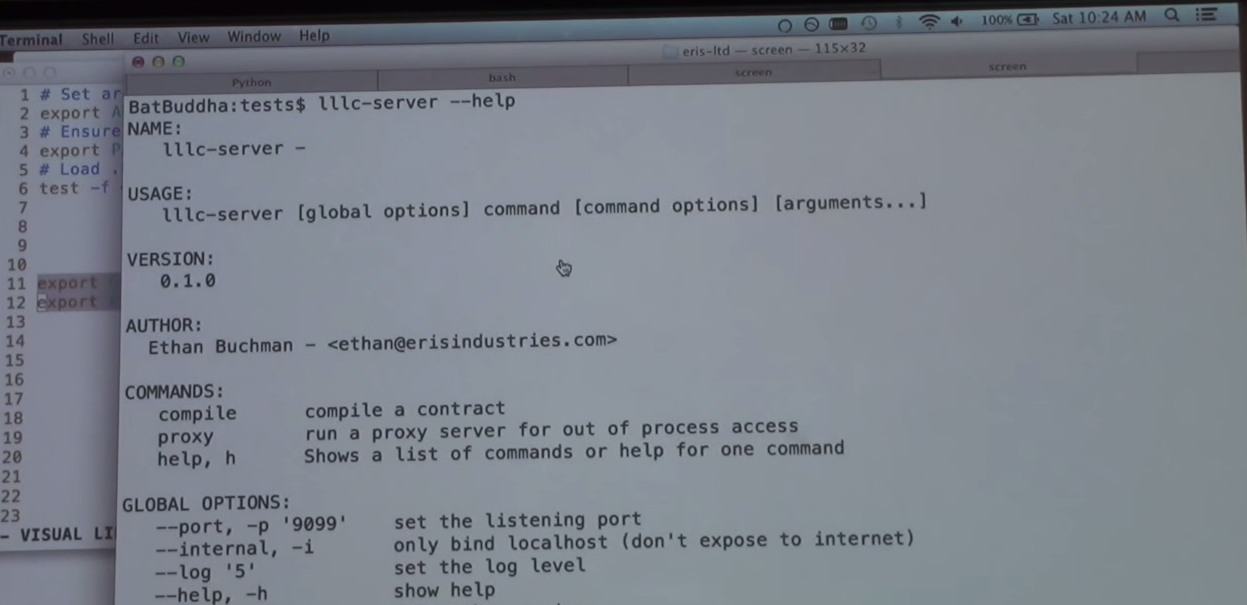 Terminal Shell Edit View Window Help 100% Sat 10:24 AM
eris-ltd — screen — 115×32
Python bash screen screen
1 # Set ar
2 export A
3 # Ensure
4 export P
5 # Load .
6 test -f
7
8
9
10
11 export
12 export
13
14
15
16
17
18
19
20
21
22
23
- VISUAL LI
BatBuddha:tests$ lllc-server --help
NAME:
lllc-server -
USAGE:
lllc-server [global options] command [command options] [arguments...]
VERSION:
0.1.0
AUTHOR:
Ethan Buchman - <ethan@erisindustries.com>
COMMANDS:
compile compile a contract
proxy run a proxy server for out of process access
help, h Shows a list of commands or help for one command
GLOBAL OPTIONS:
--port, -p '9099' set the listening port
--internal, -i only bind localhost (don't expose to internet)
--log '5' set the log level
--help, -h show help